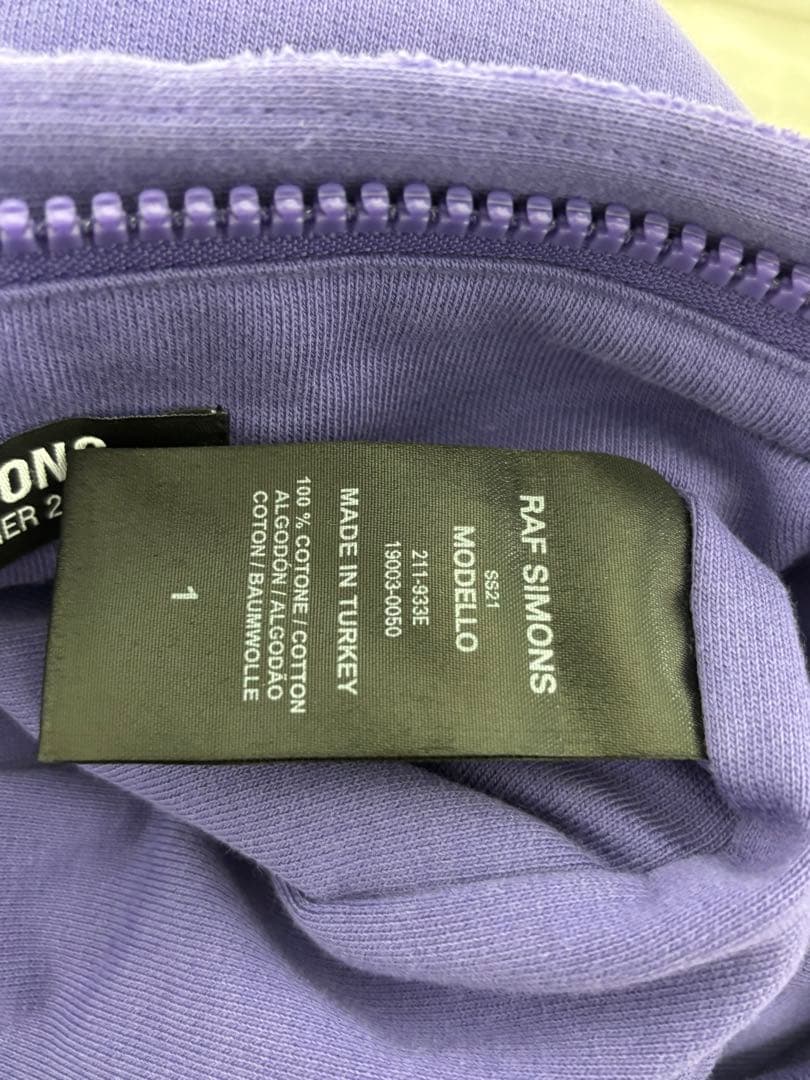 ONS
ER 2
RAF SIMONS
SS21
MODELLO
211-933E
19003-0050
MADE IN TURKEY
100 % COTONE / COTTON
ALGODÓN / ALGODÃO
COTON / BAUMWOLLE
1